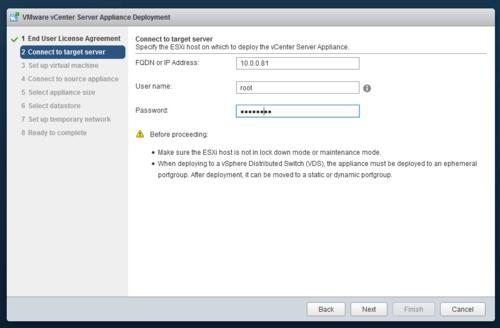 VMware vCenter Server Appliance Deployment
1 End User License Agreement
2 Connect to target server
3 Set up virtual machine
4 Connect to source appliance
5 Select appliance size
6 Select datastore
7 Set up temporary network
8 Ready to complete
Connect to target server
Specify the ESXi host on which to deploy the vCenter Server Appliance.
FQDN or IP Address:
10.0.0.81
User name:
root
Password:
Before proceeding:
• Make sure the ESXi host is not in lock down mode or maintenance mode.
• When deploying to a vSphere Distributed Switch (VDS), the appliance must be deployed to an ephemeral
portgroup. After deployment, it can be moved to a static or dynamic portgroup.
Back
Next
Finish
Cancel